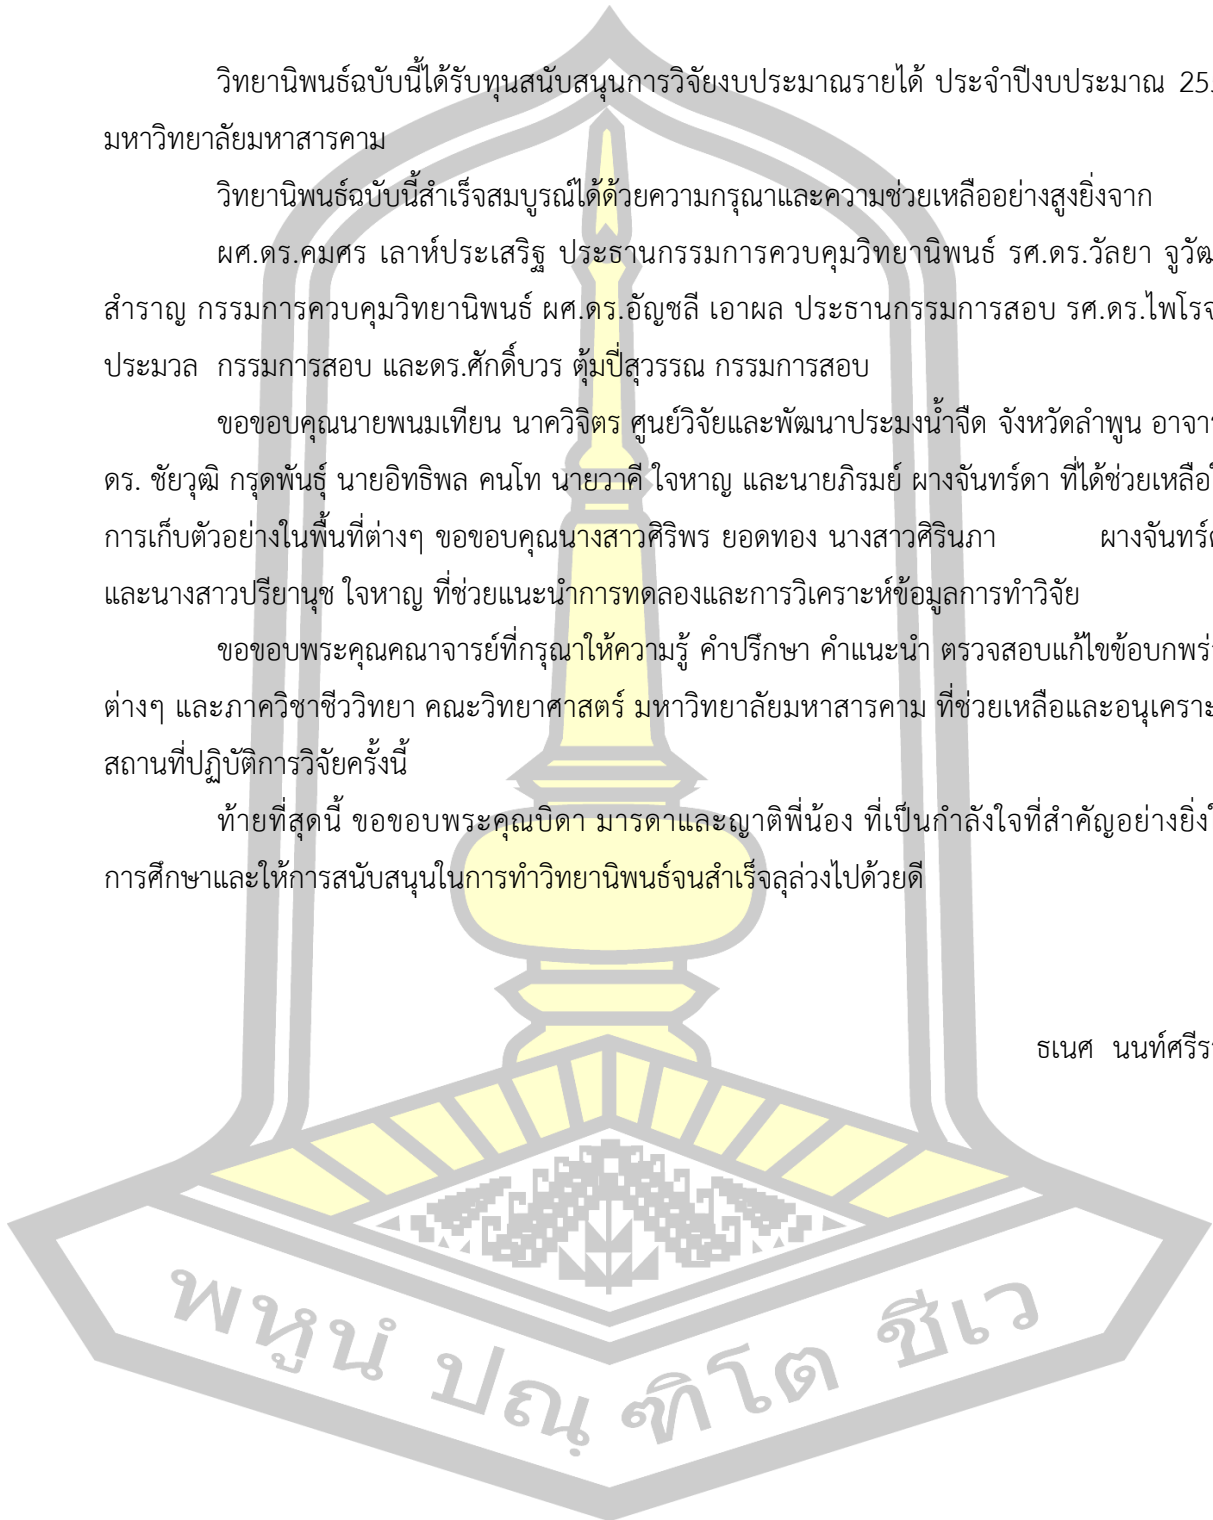 วิทยานิพนธ์ฉบับนี้ได้รับทุนสนับสนุนการวิจัยงบประมาณรายได้ ประจำปีงบประมาณ
มหาวิทยาลัยมหาสารคาม
วิทยานิพนธ์ฉบับนี้สำเร็จสมบูรณ์ได้ด้วยความกรุณาและความช่วยเหลืออย่างสูงยิ่งจาก
ผศ.ดร.คมศร เลาห์ประเสริฐ ประธานกรรมการควบคุมวิทยานิพนธ์ รศ.ดร.วัลยา
สำราญ กรรมการควบคุมวิทยานิพนธ์ ผศ.ดร.อัญชลี เอาผล ประธานกรรมการสอบ
ประมวล กรรมการสอบ และดร.ศักดิ์บวร ตุ้มปี่สุวรรณ กรรมการสอบ
ขอขอบคุณนายพนมเทียน นาควิจิตร ศูนย์วิจัยและพัฒนาประมงน้ำจืด จังหวัดลำพูน
ดร. ชัยวุฒิ กรุดพันธุ์ นายอิทธิพล คนโท นายวาคี ใจหาญ และนายภิรมย์ ผางจันทร์ดา ที่ได้ช่วยเหลือ
การเก็บตัวอย่างในพื้นที่ต่างๆ ขอขอบคุณนางสาวศิริพร ยอดทอง นางสาวศิรินภา
และนางสาวปรียานุช ใจหาญ ที่ช่วยแนะนำการทดลองและการวิเคราะห์ข้อมูลการทำวิจัย
ขอขอบพระคุณคณาจารย์ที่กรุณาให้ความรู้ คำปรึกษา คำแนะนำ ตรวจสอบแก้ไข
ต่างๆ และภาควิชาชีววิทยา คณะวิทยาศาสตร์ มหาวิทยาลัยมหาสารคาม ที่ช่วยเหลือและ
สถานที่ปฏิบัติการวิจัยครั้งนี้
ท้ายที่สุดนี้ ขอขอบพระคุณบิดา มารดาและญาติพี่น้อง ที่เป็นกำลังใจที่สำคัญอย่างยิ่ง
การศึกษาและให้การสนับสนุนในการทำวิทยานิพนธ์จนสำเร็จลุล่วงไปด้วยดี
ธเนศ
พหูนํ ปณฺฑิโต ชีเว